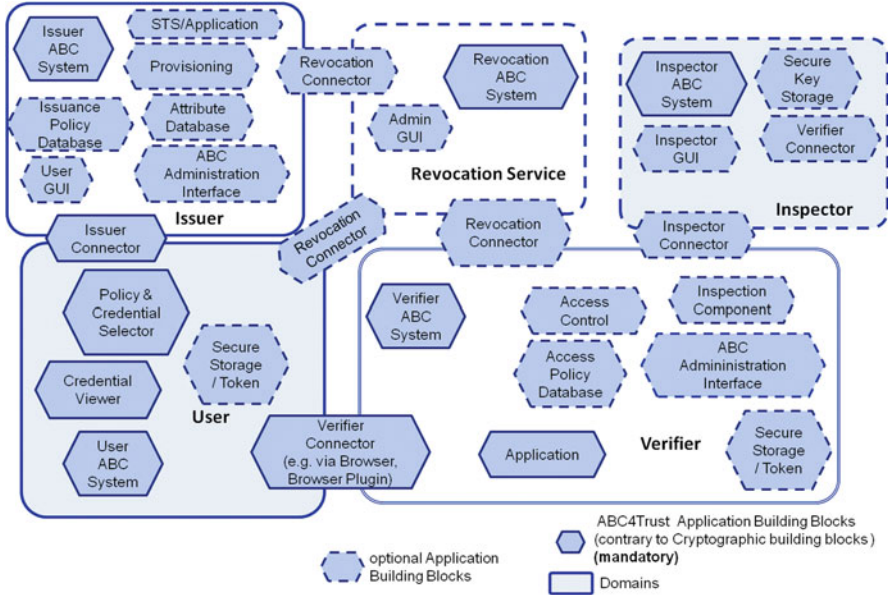 Issuer
ABC
System
STS/Application
Provisioning
Issuance
Policy
Database
Attribute
Database
User
GUI
ABC
Administration
Interface
Issuer
Revocation
Connector
Revocation
ABC
System
Admin
GUI
Revocation Service
Inspector
ABC
System
Secure
Key
Storage
Inspector
GUI
Verifier
Connector
Inspector
Issuer
Connector
Revocation
Connector
Revocation
Connector
Inspector
Connector
Policy &
Credential
Selector
Secure
Storage
/ Token
Credential
Viewer
User
User
ABC
System
Verifier
Connector
(e.g. via Browser,
Browser Plugin)
Verifier
ABC
System
Access
Control
Inspection
Component
Access
Policy
Database
ABC
Admininistration
Interface
Application
Verifier
Secure
Storage
/ Token
optional Application
Building Blocks
ABC4Trust Application Building Blocks
(contrary to Cryptographic building blocks)
(mandatory)
Domains